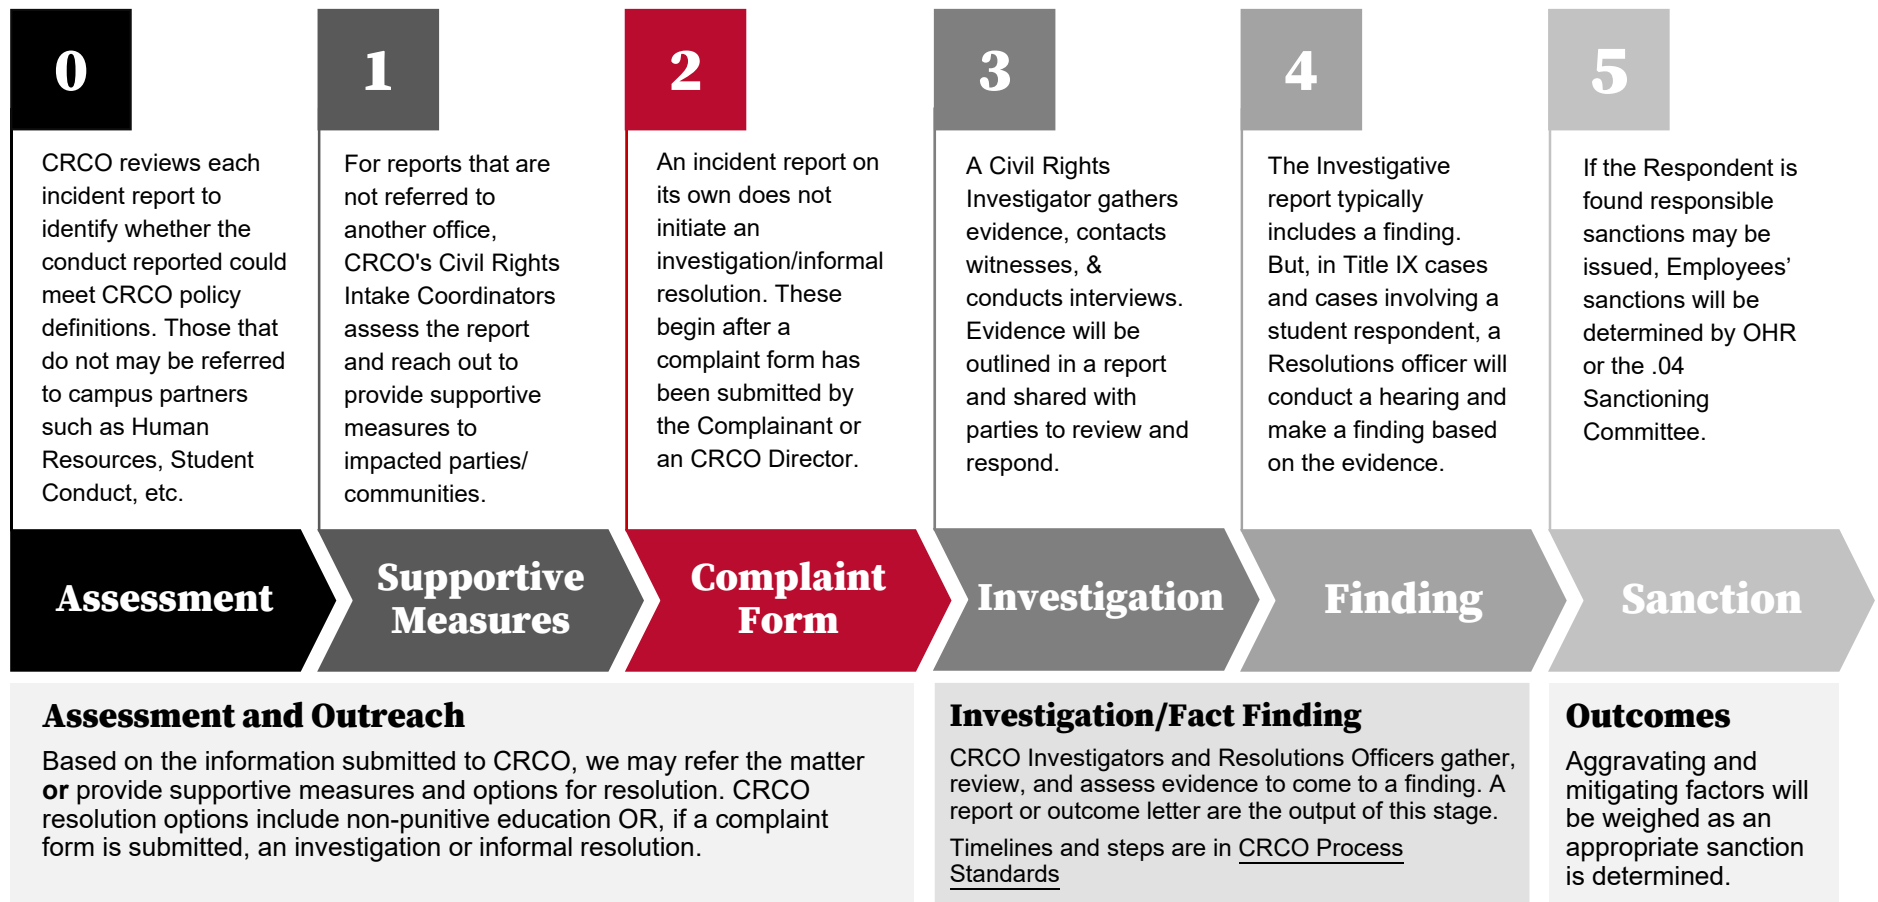 0
CRCO reviews each
incident report to
identify whether the
conduct reported could
meet CRCO policy
definitions. Those that
do not may be referred
to campus partners
such as Human
Resources, Student
Conduct, etc.
Assessment
1
For reports that are
not referred to
another office,
CRCO's Civil Rights
Intake Coordinators
assess the report
and reach out to
provide supportive
measures to
impacted parties/
communities.
Supportive
Measures
2
An incident report on
its own does not
initiate an
investigation/informal
resolution. These
begin after a
complaint form has
been submitted by
the Complainant or
an CRCO Director.
Complaint
Form
3
A Civil Rights
Investigator gathers
evidence, contacts
witnesses, &
conducts interviews.
Evidence will be
outlined in a report
and shared with
parties to review and
respond.
Investigation
4
The Investigative
report typically
includes a finding.
But, in Title IX cases
and cases involving a
student respondent, a
Resolutions officer will
conduct a hearing and
make a finding based
on the evidence.
Finding
5
If the Respondent is
found responsible
sanctions may be
issued, Employees’
sanctions will be
determined by OHR
or the .04
Sanctioning
Committee.
Sanction
Assessment and Outreach
Based on the information submitted to CRCO, we may refer the matter
or provide supportive measures and options for resolution. CRCO
resolution options include non-punitive education OR, if a complaint
form is submitted, an investigation or informal resolution.
Investigation/Fact Finding
CRCO Investigators and Resolutions Officers gather,
review, and assess evidence to come to a finding. A
report or outcome letter are the output of this stage.
Timelines and steps are in CRCO Process
Standards
Outcomes
Aggravating and
mitigating factors will
be weighed as an
appropriate sanction
is determined.